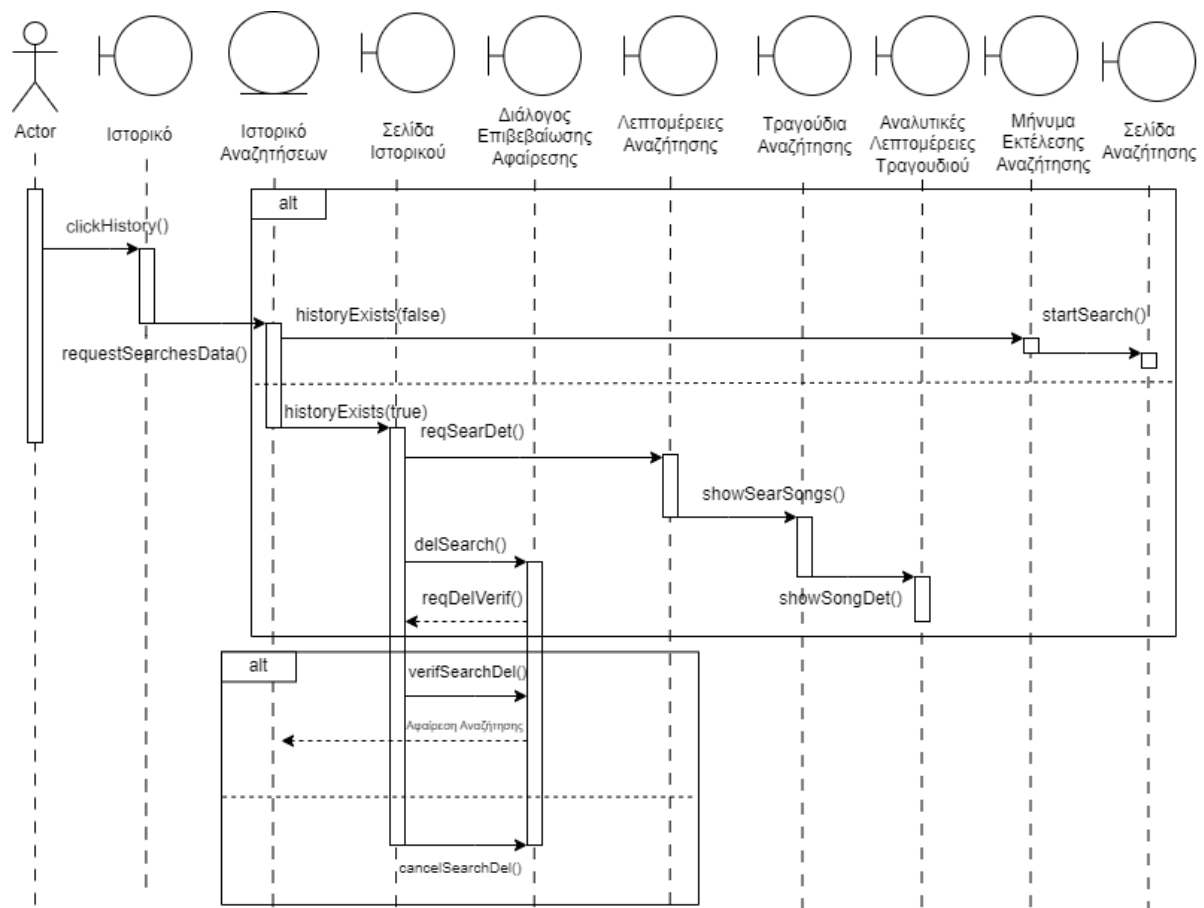 Actor
Ιστορικό
Ιστορικό
Αναζητήσεων
Σελίδα
Ιστορικού
Διάλογος
Επιβεβαίωσης
Αφαίρεσης
Λεπτομέρειες
Αναζήτησης
Τραγούδια
Αναζήτησης
Αναλυτικές
Λεπτομέρειες
Τραγουδιού
Μήνυμα
Εκτέλεσης
Αναζήτησης
Σελίδα
Αναζήτησης
alt
clickHistory()
historyExists(false)
startSearch()
requestSearchesData()
historyExists(true)
reqSearDet()
showSearSongs()
delSearch()
reqDelVerif()
showSongDet()
alt
verifSearchDel()
Αφαίρεση Αναζήτησης
cancelSearchDel()